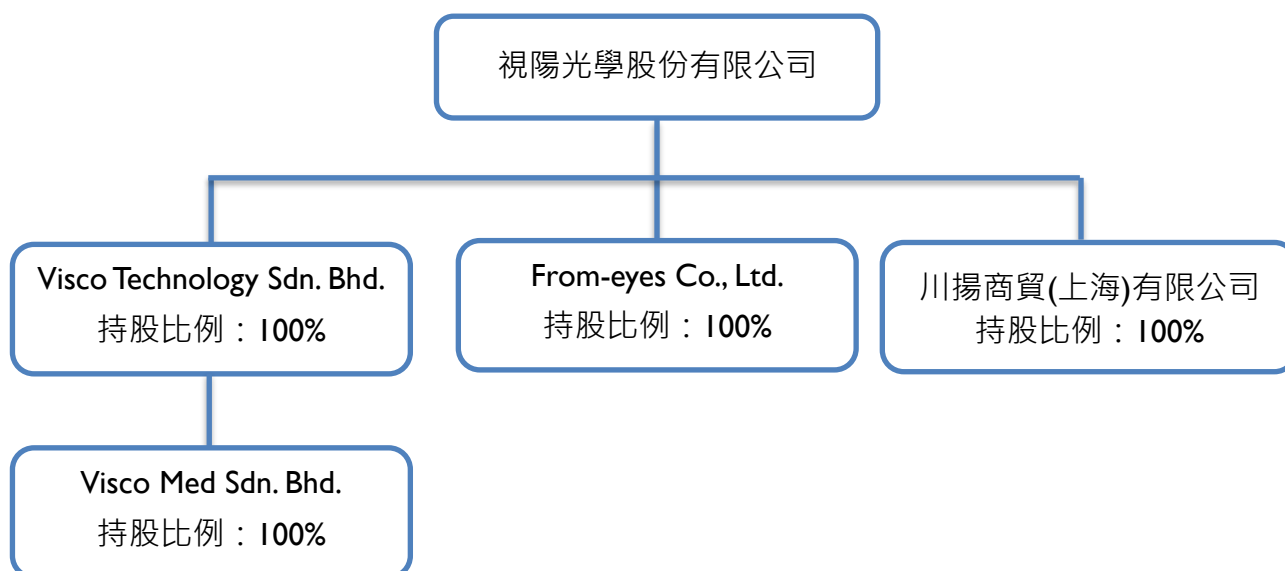 視陽光學股份有限公司
Visco Technology Sdn. Bhd.
持股比例：100%
From-eyes Co., Ltd.
持股比例：100%
川揚商貿(上海)有限公司
持股比例：100%
Visco Med Sdn. Bhd.
持股比例：100%